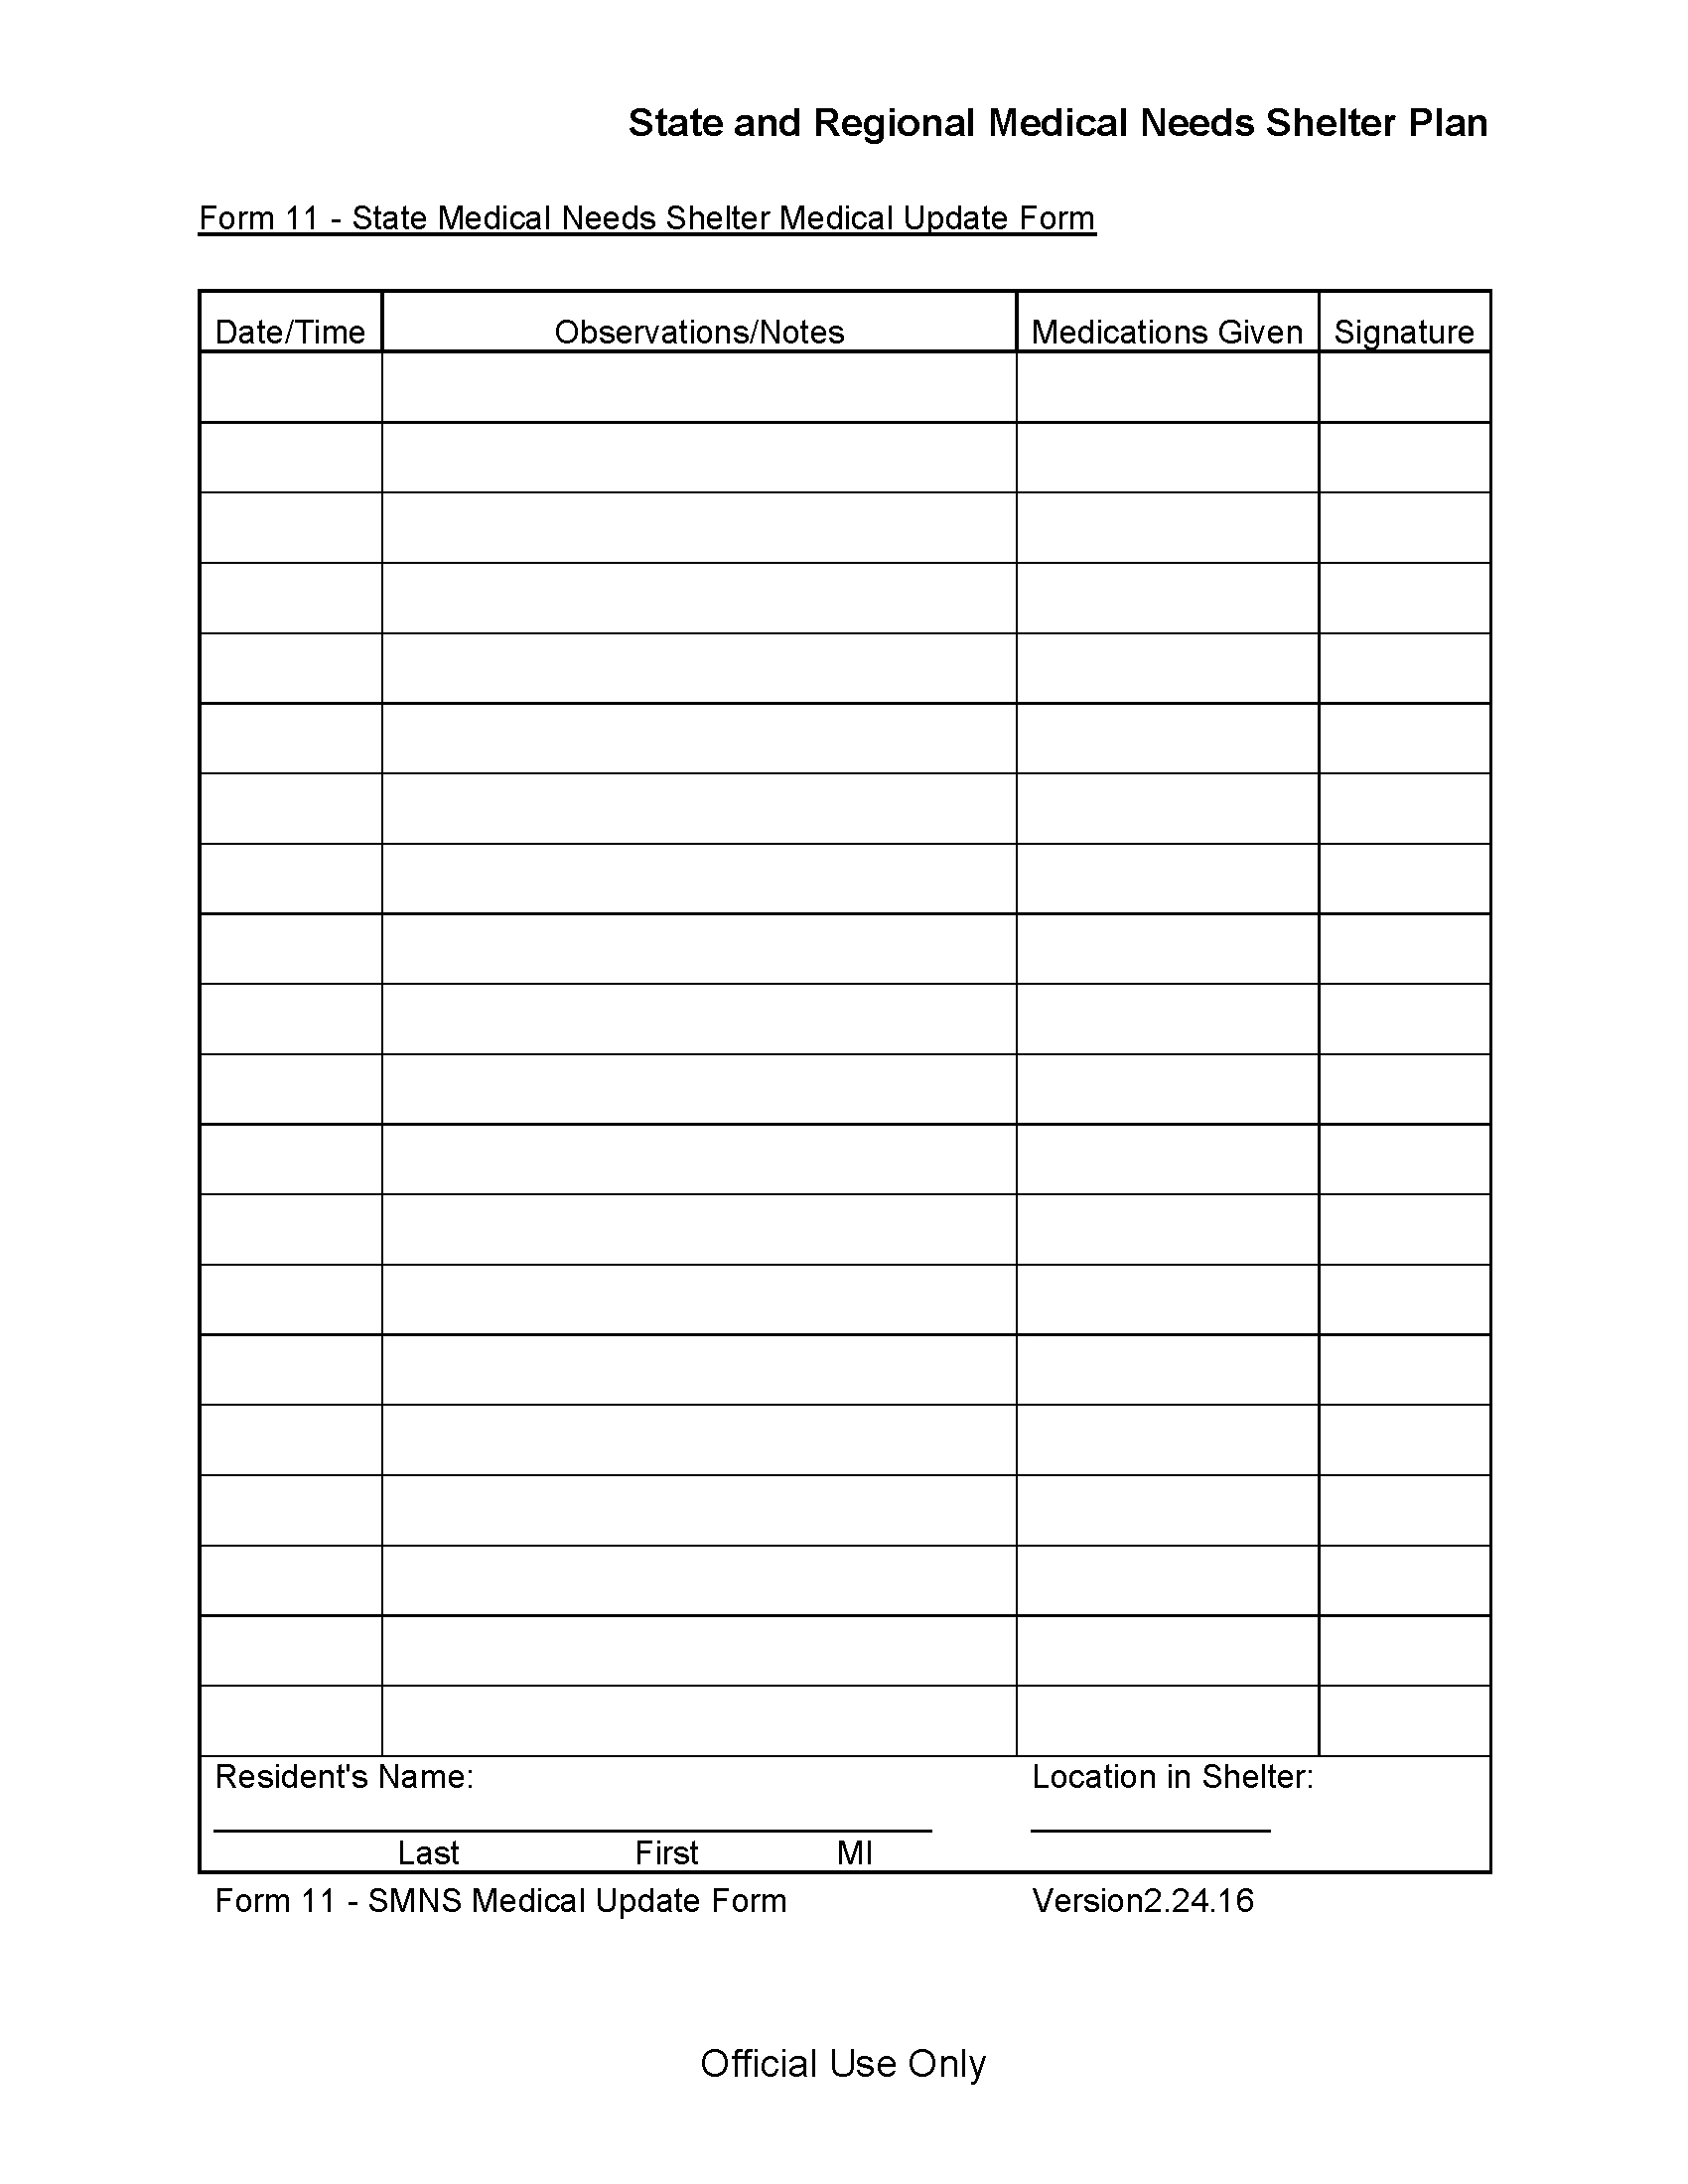 State and Regional Medical Needs Shelter Plan
Form 11 - State Medical Needs Shelter Medical Update Form
Date/Time Observations/Notes Medications Given Signature
Resident's Name: Location in Shelter:
Last First MI
Form 11 - SMNS Medical Update Form Version2.24.16
Official Use Only